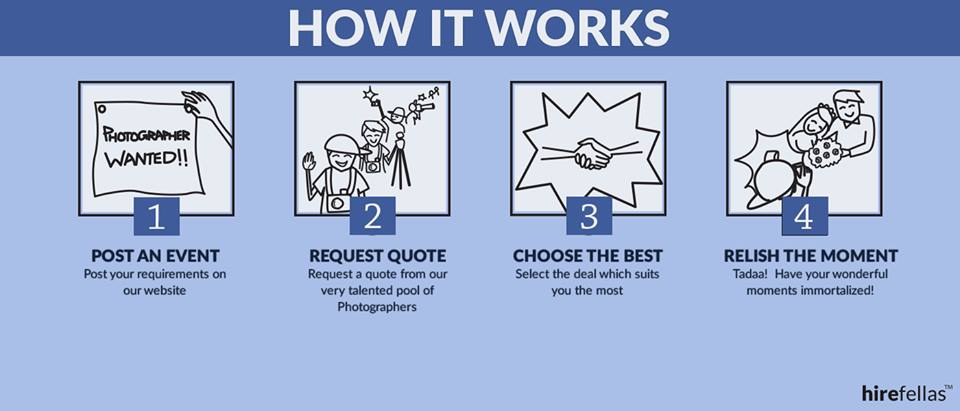 HOW IT WORKS
PHOTOGRAPHER
WANTED!!
1
2
3
4
POST AN EVENT
Post your requirements on
our website
REQUEST QUOTE
Request a quote from our
very talented pool of
Photographers
CHOOSE THE BEST
Select the deal which suits
you the most
RELISH THE MOMENT
Tadaa! Have your wonderful
moments immortalized!
hirefellas™